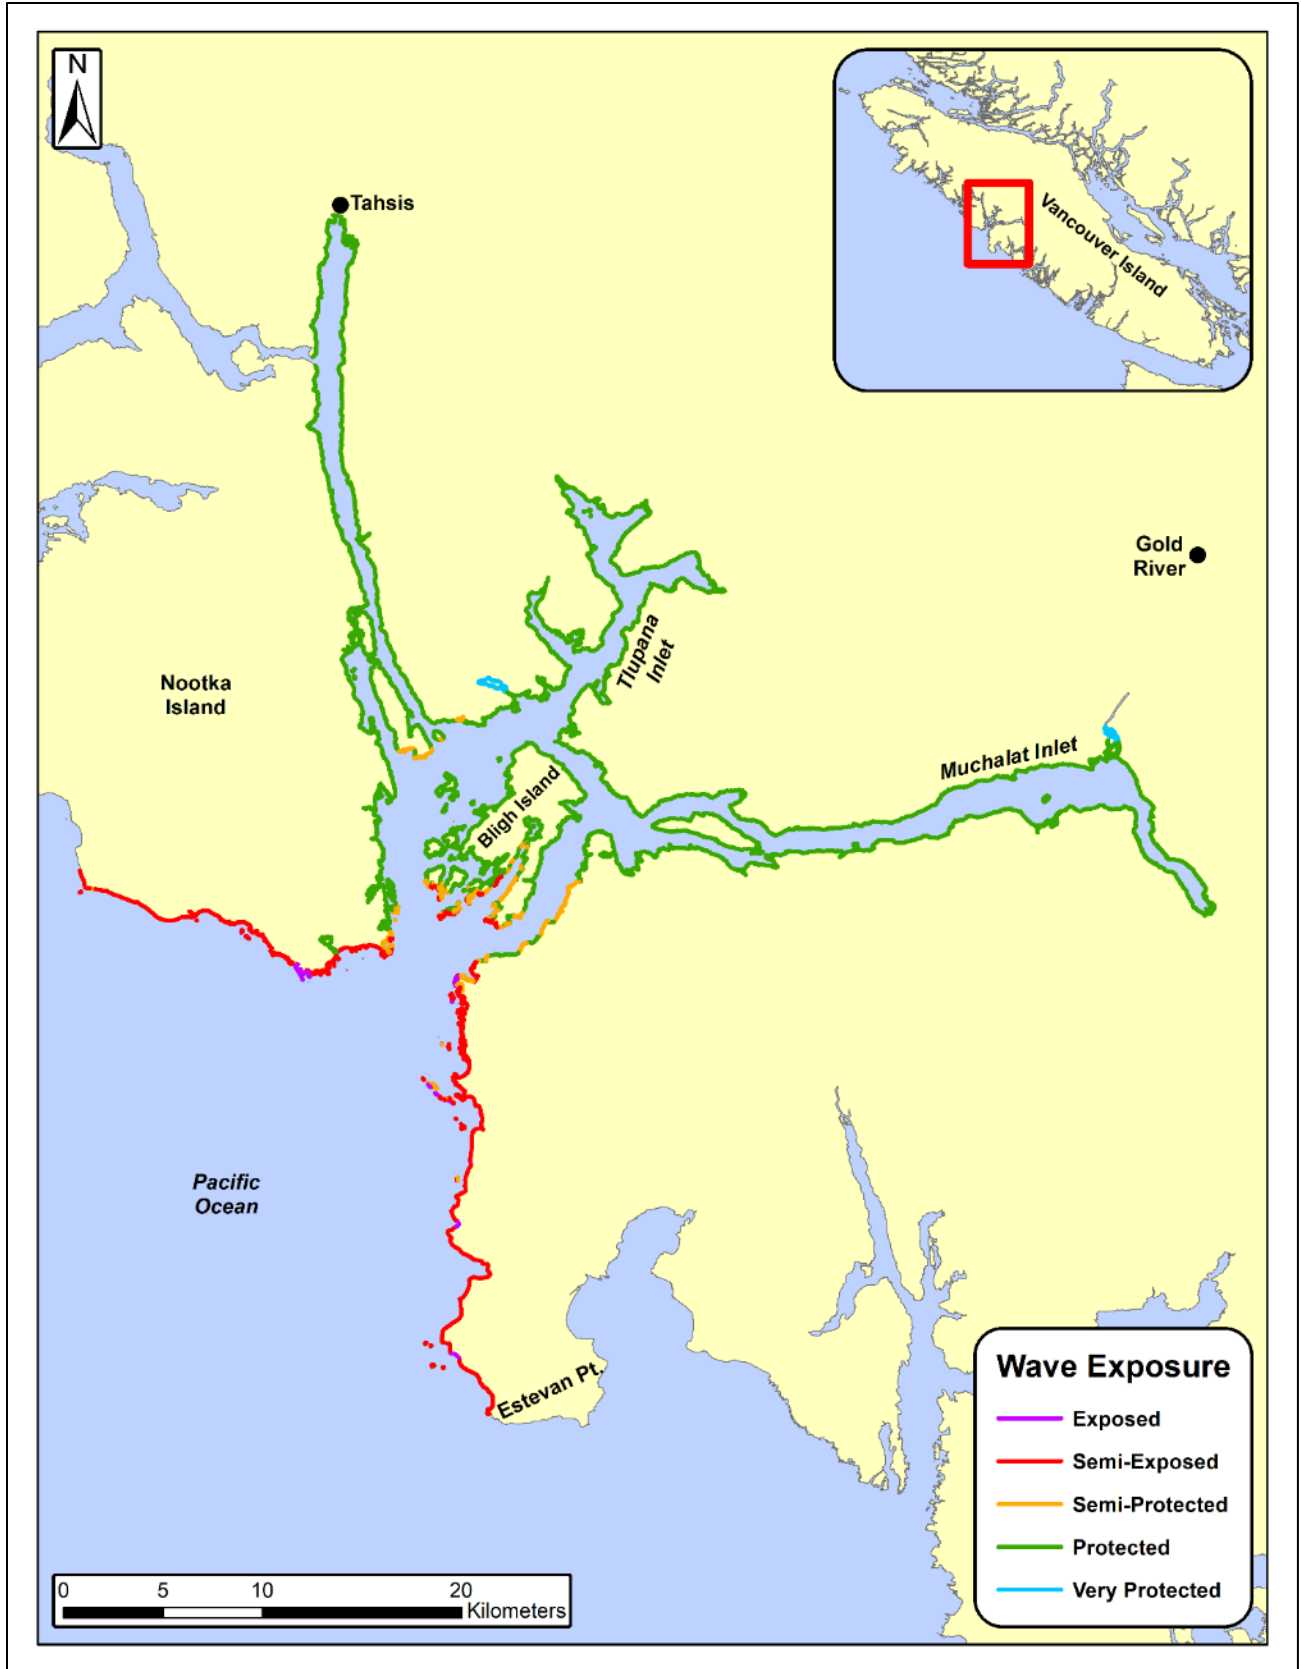 N
Tahsis
Vancouver Island
Gold
River
Tlupana
Inlet
Nootka
Island
Muchalat Inlet
Bligh Island
Pacific
Ocean
Estevan Pt.
Wave Exposure
Exposed
Semi-Exposed
Semi-Protected
Protected
Very Protected
0 5 10 20
Kilometers